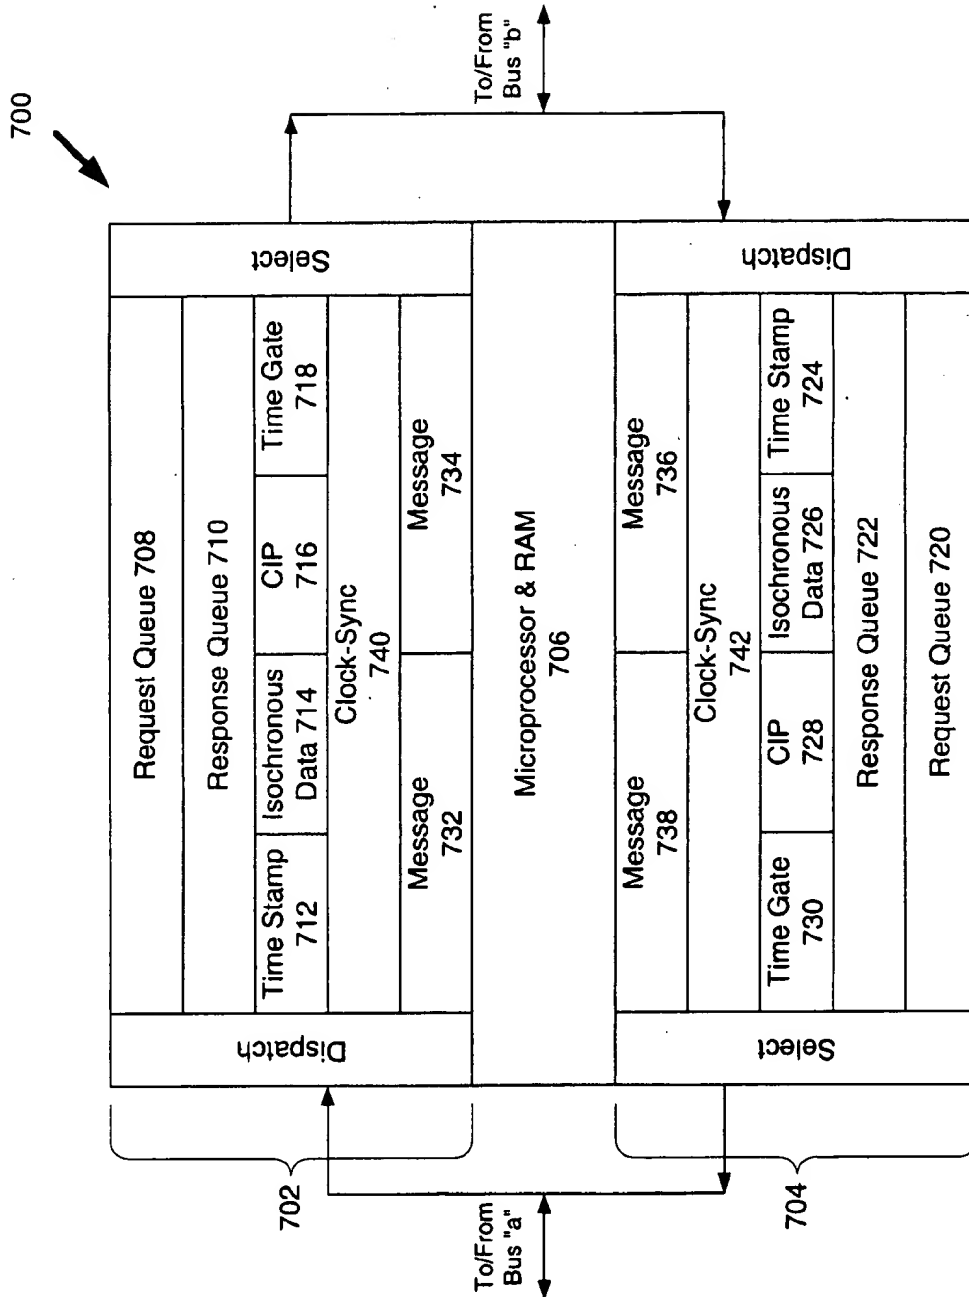 700
To/From
Bus "a"
To/From
Bus "b"
702
Dispatch
Request Queue 708
Response Queue 710
Time Stamp
712
Isochronous
Data 714
CIP
716
Time Gate
718
Clock-Sync
740
Message
732
Message
734
Select
Microprocessor & RAM
706
704
Select
Message
738
Message
736
Clock-Sync
742
Time Gate
730
CIP
728
Isochronous
Data 726
Time Stamp
724
Response Queue 722
Request Queue 720
Dispatch